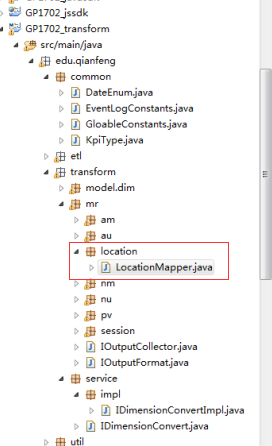 GP1702_jssdk
GP1702_transform
src/main/java
edu.qianfeng
common
DateEnum.java
EventLogConstants.java
GloableConstants.java
KpiType.java
etl
transform
model.dim
mr
am
au
location
LocationMapper.java
nm
nu
pv
session
IOutputCollector.java
IOutputFormat.java
service
impl
IDimensionConvertImpl.java
IDimensionConvert.java
util